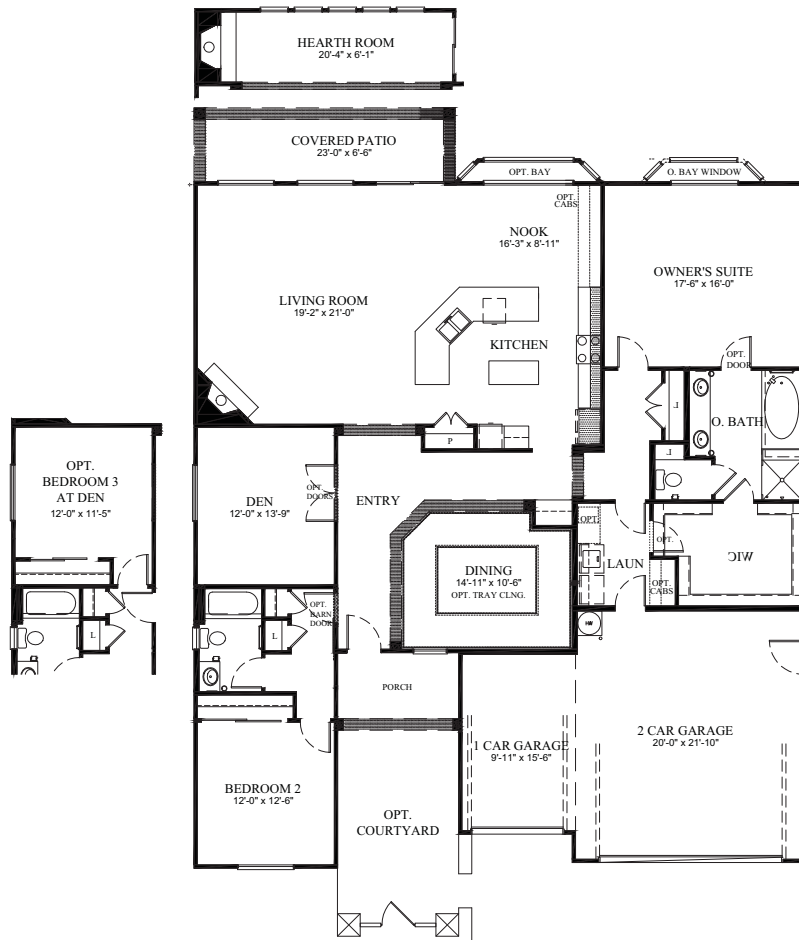 HEARTH ROOM
20'-4" x 6'-1"
COVERED PATIO
23'-0" x 6'-6"
OPT. BAY
O. BAY WINDOW
OPT.
CABS
NOOK
16'-3" x 8'-11"
OWNER'S SUITE
17'-6" x 16'-0"
LIVING ROOM
19'-2" x 21'-0"
KITCHEN
OPT.
DOOR
L
O. BATH
P
L
OPT.
BEDROOM 3
AT DEN
12'-0" x 11'-5"
DEN
12'-0" x 13'-9"
OPT.
DOORS
ENTRY
OPT.
OPT.
WIC
DINING
14'-11" x 10'-6"
OPT. TRAY CLNG.
LAUN
OPT.
CABS
OPT.
BARN
DOOR
L
L
HW
PORCH
2 CAR GARAGE
20'-0" x 21'-10"
1 CAR GARAGE
9'-11" x 15'-6"
BEDROOM 2
12'-0" x 12'-6"
OPT.
COURTYARD